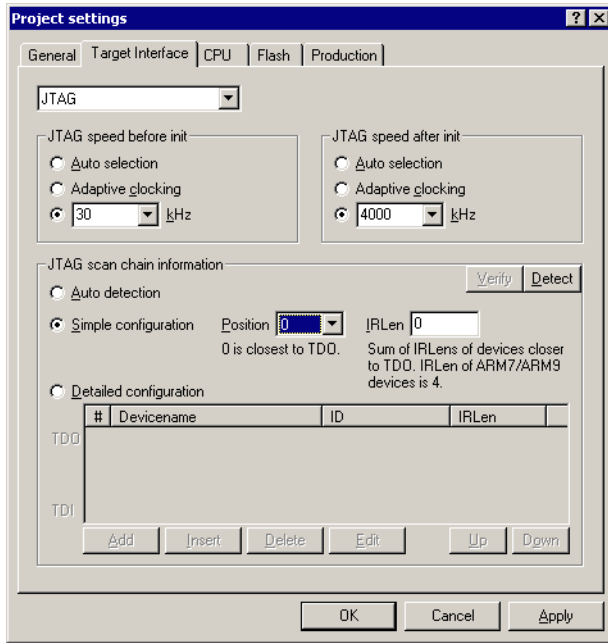 Project settings
General Target Interface CPU Flash Production
JTAG
JTAG speed before init
Auto selection
Adaptive clocking
30 kHz
JTAG speed after init
Auto selection
Adaptive clocking
4000 kHz
JTAG scan chain information
Verify Detect
Auto detection
Simple configuration Position 0 IRLen 0
0 is closest to TDO.
Sum of IRLens of devices closer
to TDO. IRLen of ARM7/ARM9
devices is 4.
Detailed configuration
# Devicename ID IRLen
TDO
TDI
Add Insert Delete Edit Up Down
OK Cancel Apply